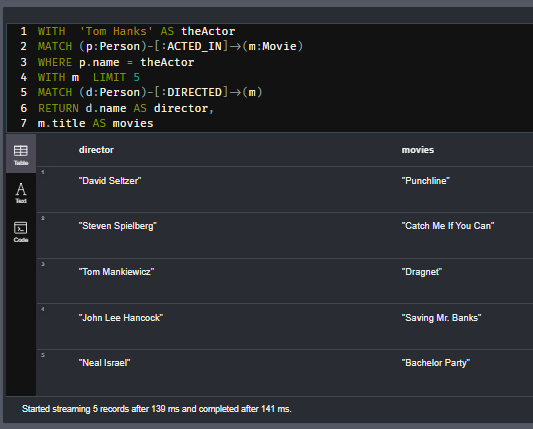 1 WITH 'Tom Hanks' AS theActor
2 MATCH (p:Person)-[:ACTED_IN]->(m:Movie)
3 WHERE p.name = theActor
4 WITH m LIMIT 5
5 MATCH (d:Person)-[:DIRECTED]->(m)
6 RETURN d.name AS director,
7 m.title AS movies
Table
Text
Code
director movies
1 "David Seltzer" "Punchline"
2 "Steven Spielberg" "Catch Me If You Can"
3 "Tom Mankiewicz" "Dragnet"
4 "John Lee Hancock" "Saving Mr. Banks"
5 "Neal Israel" "Bachelor Party"
Started streaming 5 records after 139 ms and completed after 141 ms.